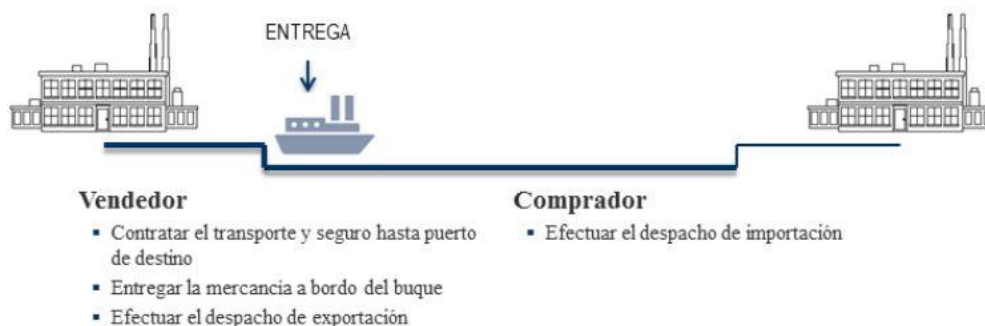 ENTREGA
Vendedor
▪ Contratar el transporte y seguro hasta puerto
de destino
▪ Entregar la mercancia a bordo del buque
▪ Efectuar el despacho de exportación
Comprador
▪ Efectuar el despacho de importación